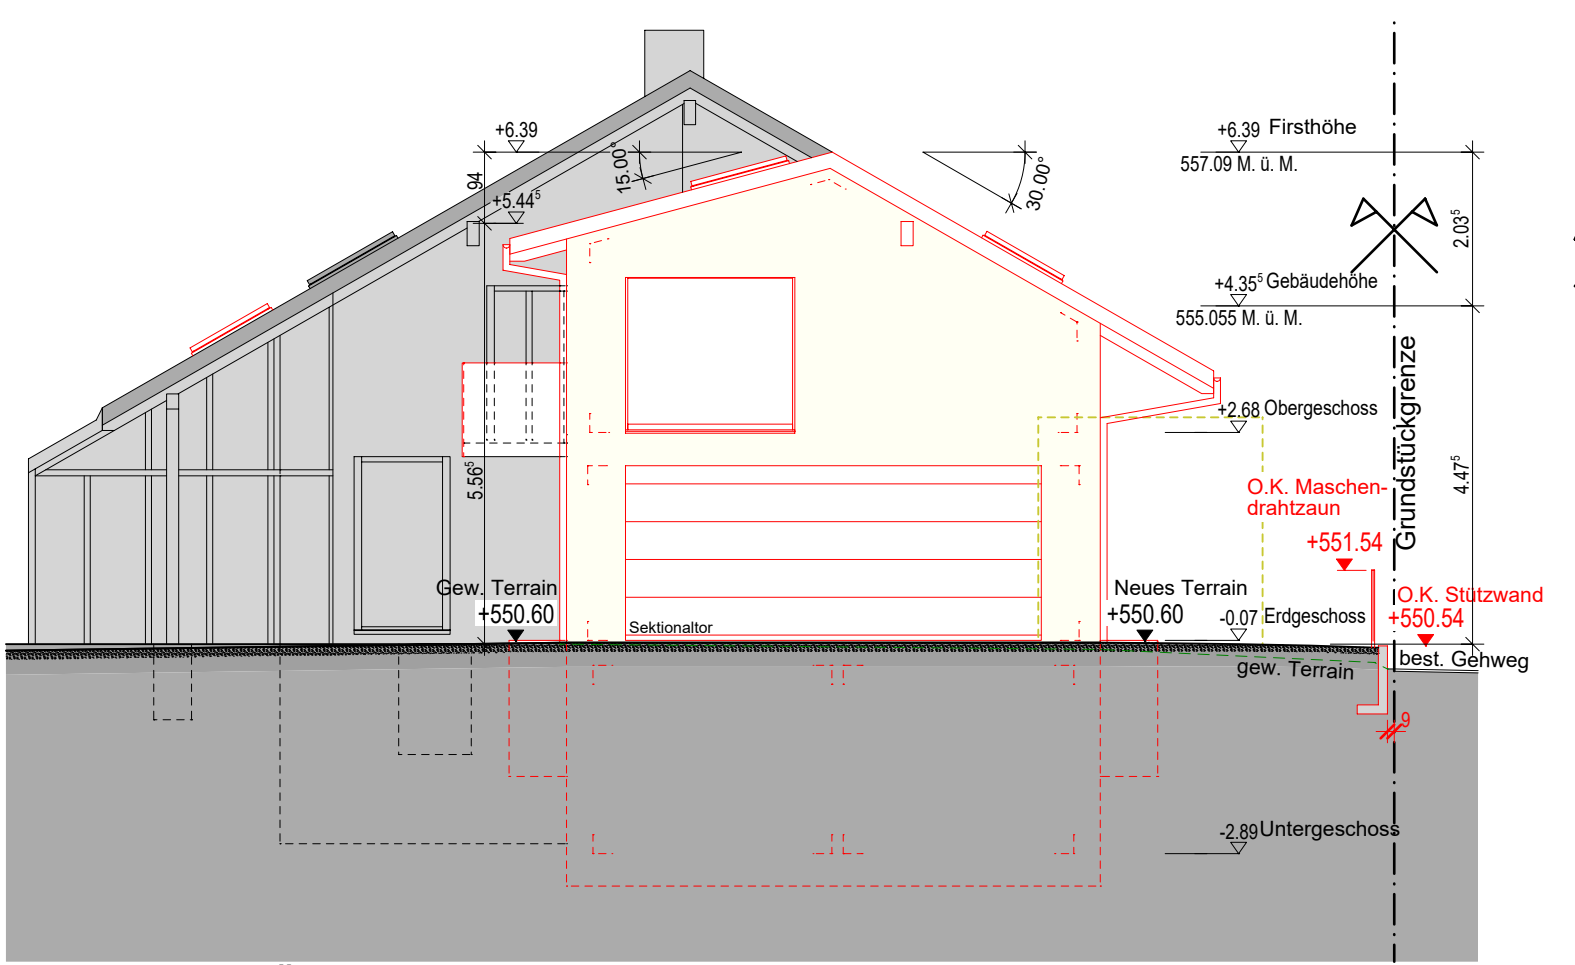 +6.39
94
15.00°
+5.44⁵
30.00°
+6.39 Firsthöhe
557.09 M. ü. M.
2.03⁵
+4.35⁵ Gebäudehöhe
555.055 M. ü. M.
Grundstückgrenze
+2.68 Obergeschoss
5.56⁵
4.47⁵
O.K. Maschen-
drahtzaun
+551.54
Gew. Terrain
+550.60
Sektionaltor
Neues Terrain
+550.60
-0.07 Erdgeschoss
O.K. Stützwand
+550.54
gew. Terrain
best. Gehweg
9
-2.89 Untergeschoss